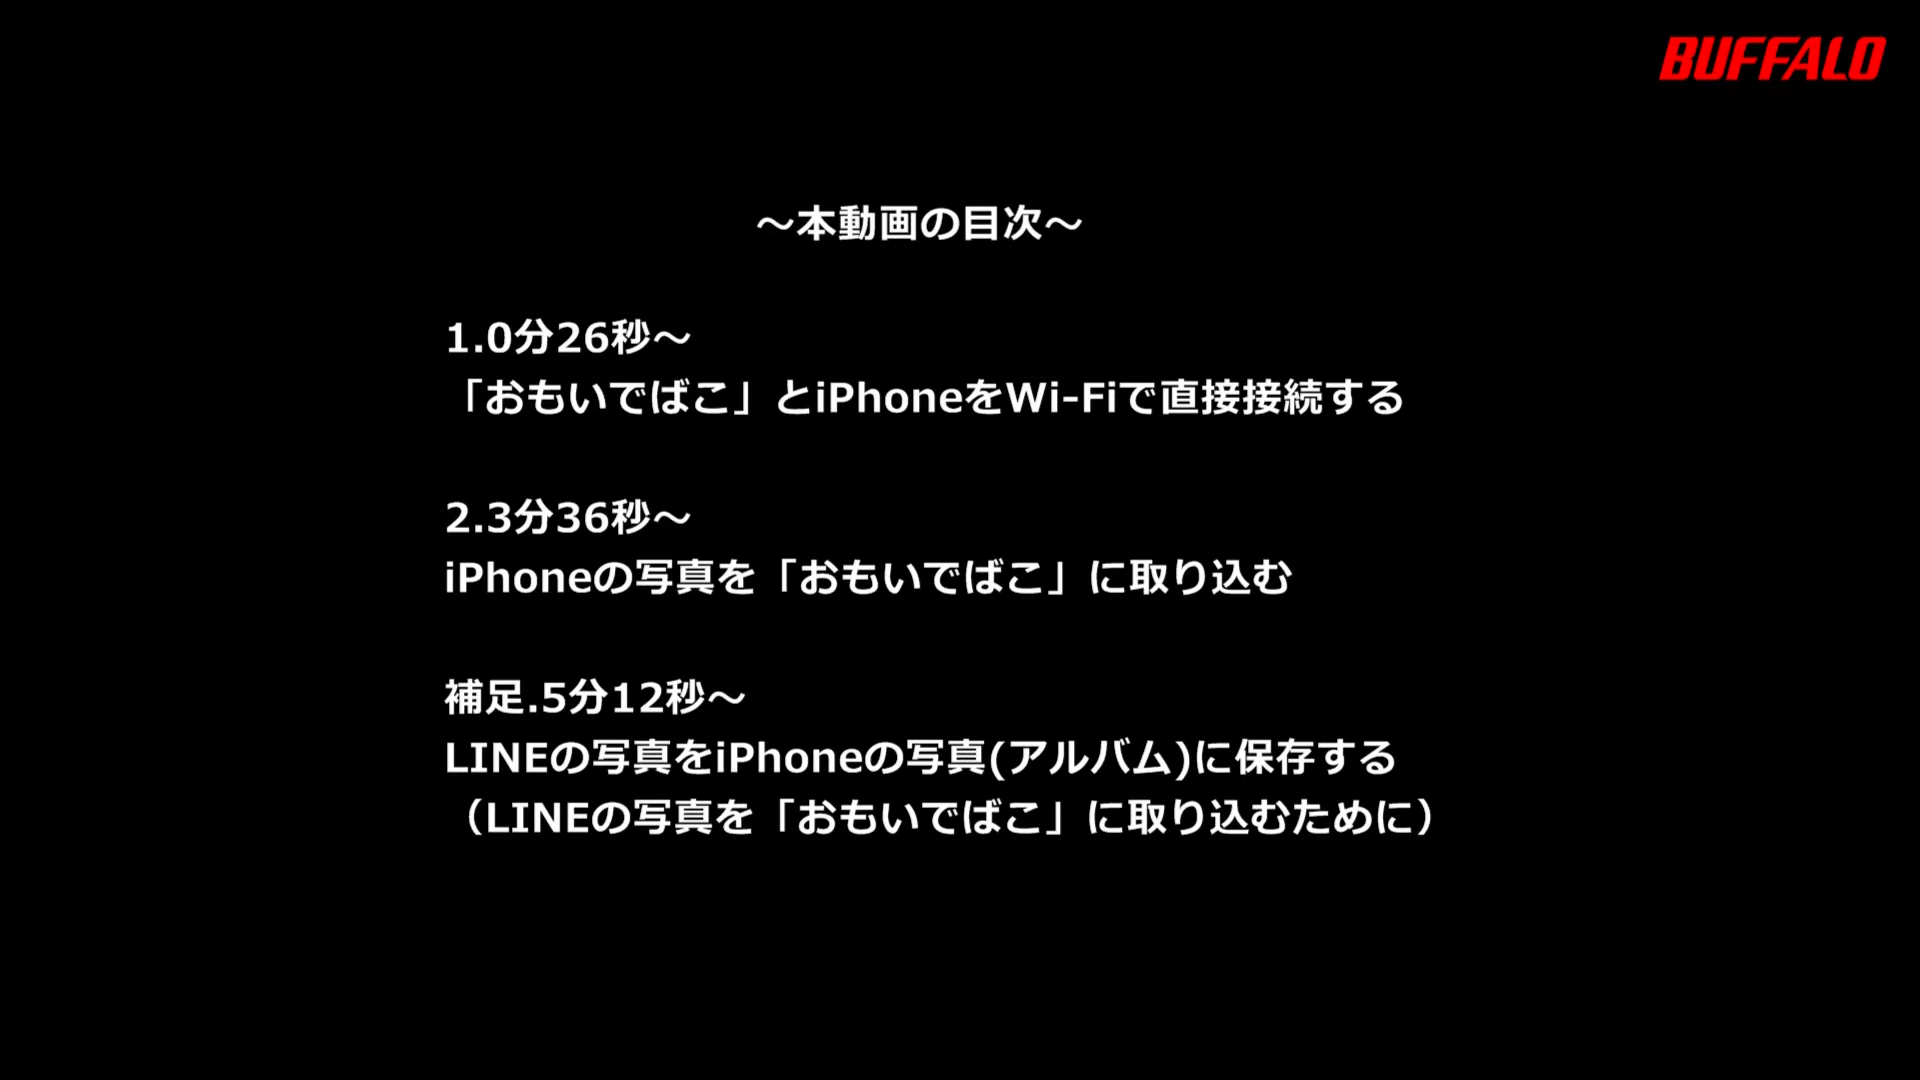 BUFFALO
～本動画の目次～
1.0分26秒～
「おもいでばこ」とiPhoneをWi-Fiで直接接続する
2.3分36秒～
iPhoneの写真を「おもいでばこ」に取り込む
補足.5分12秒～
LINEの写真をiPhoneの写真(アルバム)に保存する
（LINEの写真を「おもいでばこ」に取り込むために）